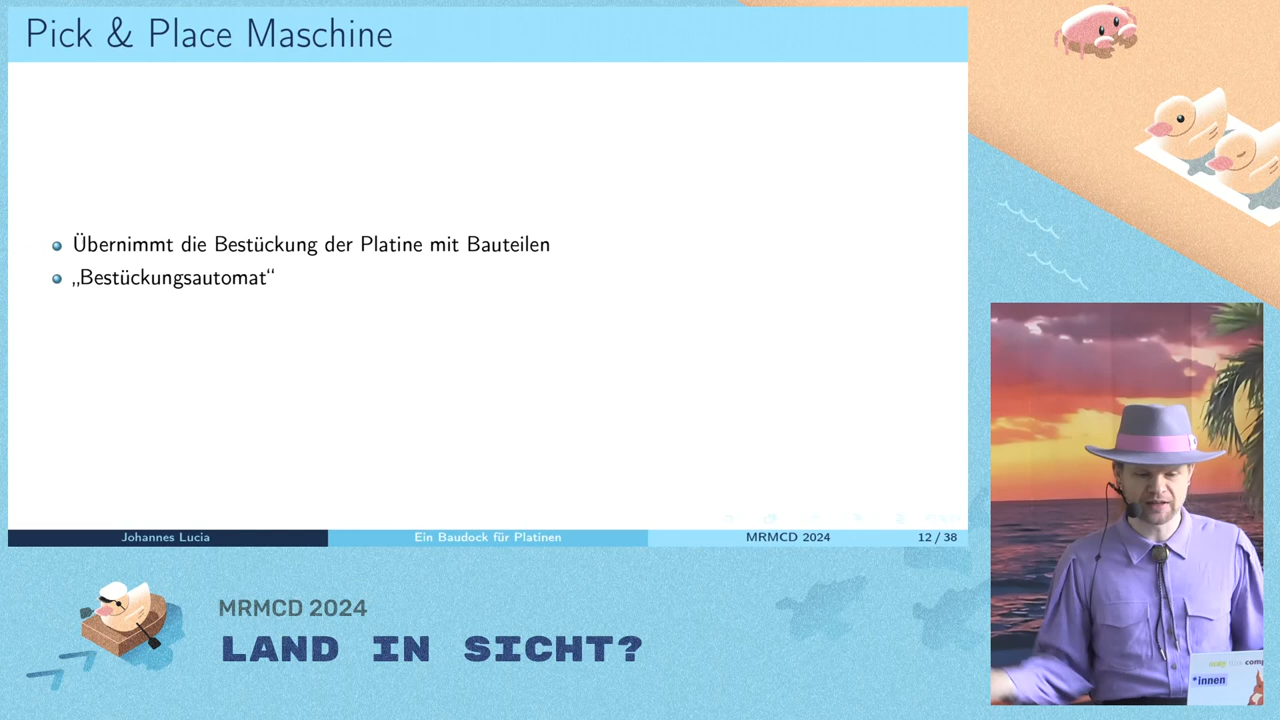 Pick & Place Maschine
Übernimmt die Bestückung der Platine mit Bauteilen
„Bestückungsautomat“
Johannes Lucia
Ein Baudock für Platinen
MRMCD 2024
12 / 38
MRMCD 2024
LAND IN SICHT?
*innen